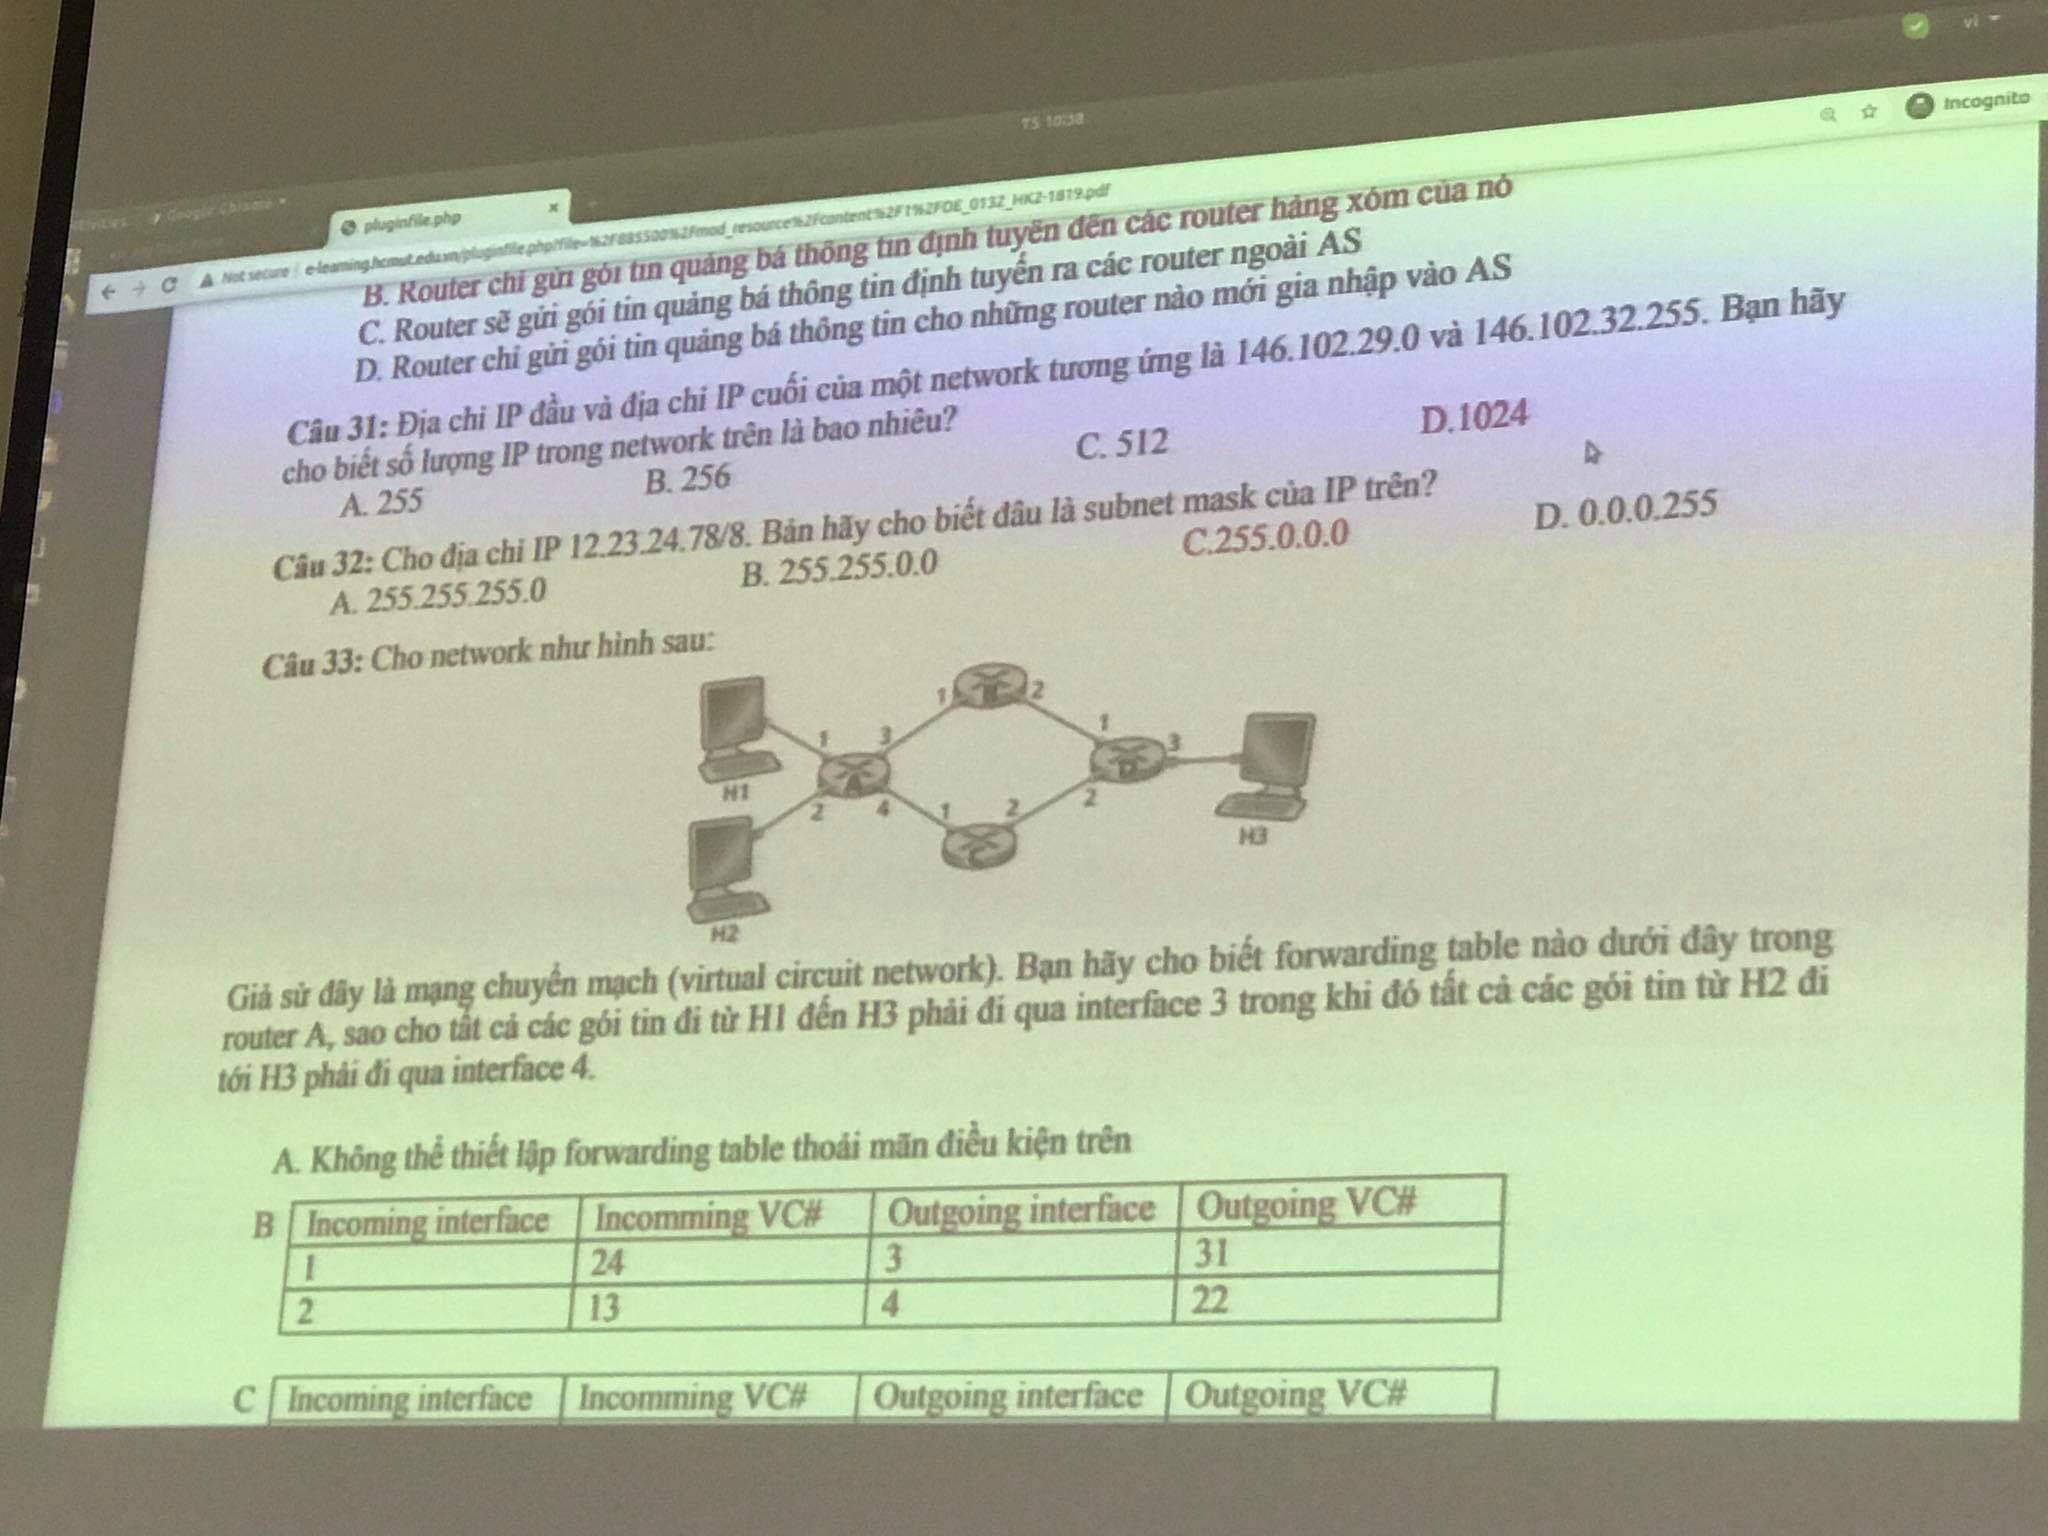 vi
TS 10:38
Google Chrome
pluginfile.php
Incognito
Not secure | e-learning.hcmut.edu.vn/pluginfile.php?file=%2F885500%2Fmod_resource%2Fcontent%2F1%2FDE_0132_HK2-1819.pdf
B. Router chỉ gửi gói tin quảng bá thông tin định tuyến đến các router hàng xóm của nó
C. Router sẽ gửi gói tin quảng bá thông tin định tuyến ra các router ngoài AS
D. Router chỉ gửi gói tin quảng bá thông tin cho những router nào mới gia nhập vào AS
Câu 31: Địa chỉ IP đầu và địa chỉ IP cuối của một network tương ứng là 146.102.29.0 và 146.102.32.255. Bạn hãy
cho biết số lượng IP trong network trên là bao nhiêu?
A. 255 B. 256 C. 512 D.1024
Câu 32: Cho địa chỉ IP 12.23.24.78/8. Bản hãy cho biết đâu là subnet mask của IP trên?
A. 255.255.255.0 B. 255.255.0.0 C.255.0.0.0 D. 0.0.0.255
Câu 33: Cho network như hình sau:
1 B 2
H1 1 3 1 3
A D
2 4 1 2 2
C H3
H2
Giả sử đây là mạng chuyển mạch (virtual circuit network). Bạn hãy cho biết forwarding table nào dưới đây trong
router A, sao cho tất cả các gói tin đi từ H1 đến H3 phải đi qua interface 3 trong khi đó tất cả các gói tin từ H2 đi
tới H3 phải đi qua interface 4.
A. Không thể thiết lập forwarding table thoải mãn điều kiện trên
B Incoming interface Incomming VC# Outgoing interface Outgoing VC#
1 24 3 31
2 13 4 22
C Incoming interface Incomming VC# Outgoing interface Outgoing VC#